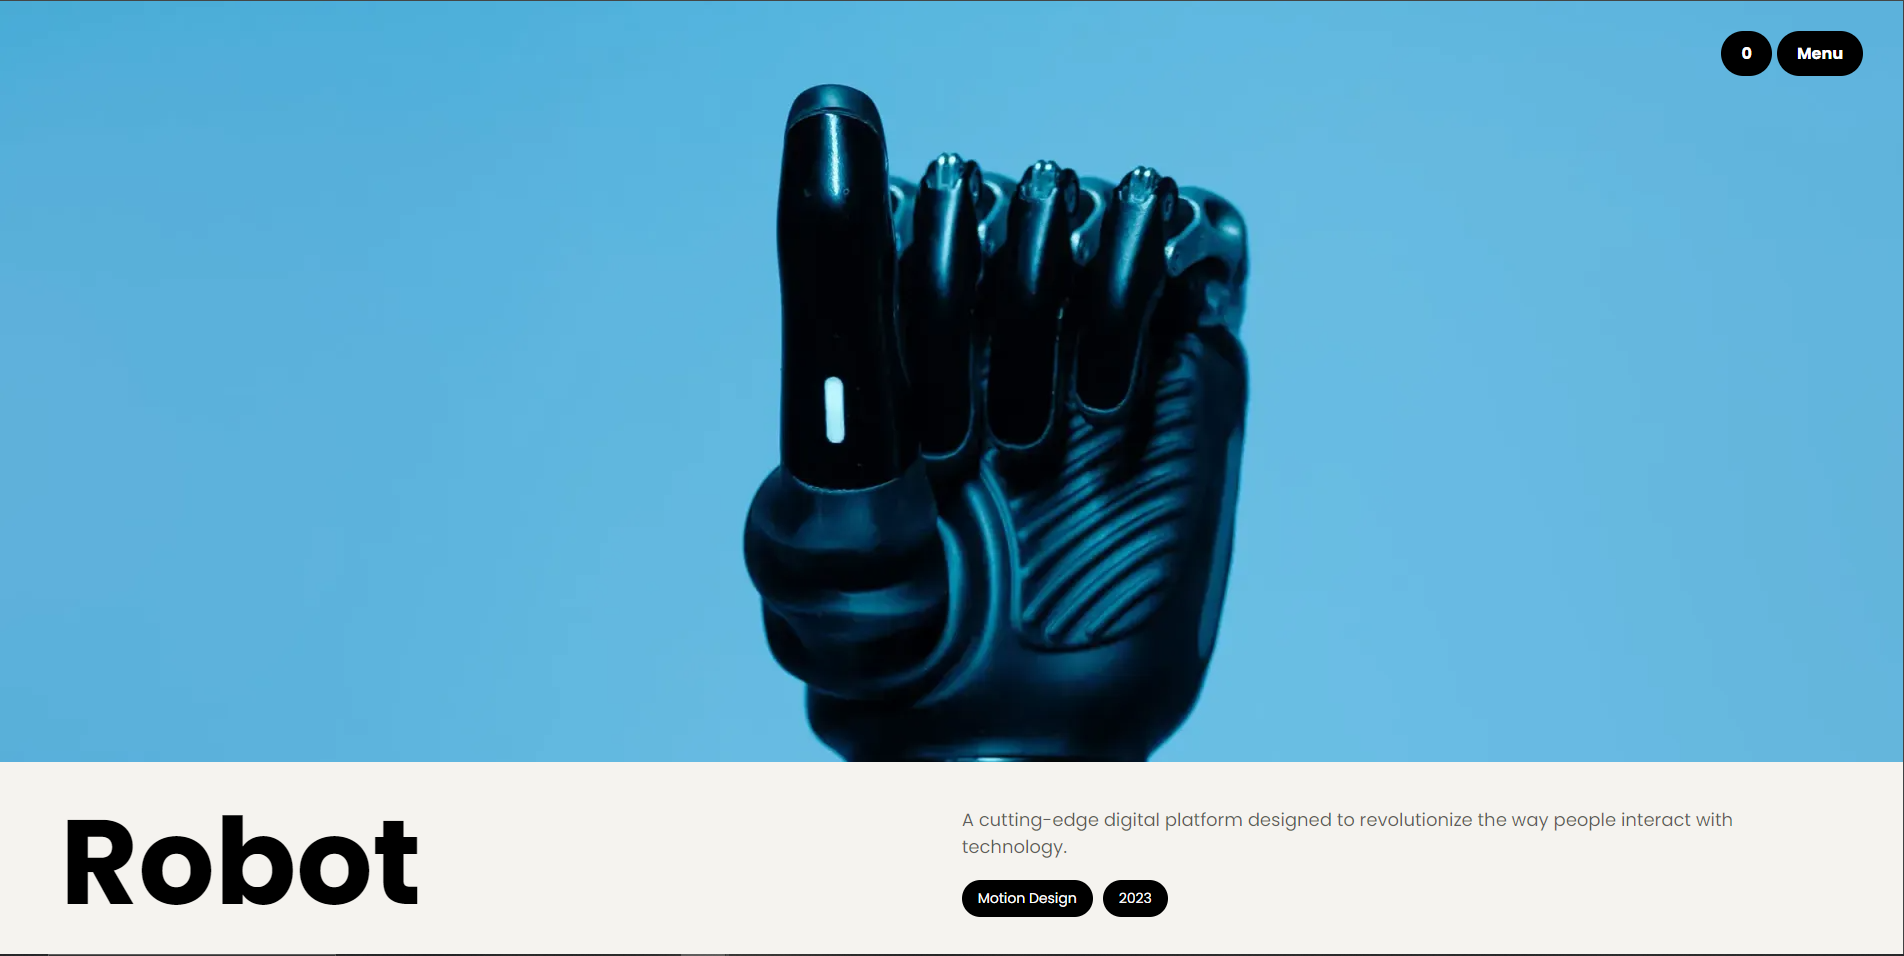 0
Menu
Robot
A cutting-edge digital platform designed to revolutionize the way people interact with
technology.
Motion Design
2023